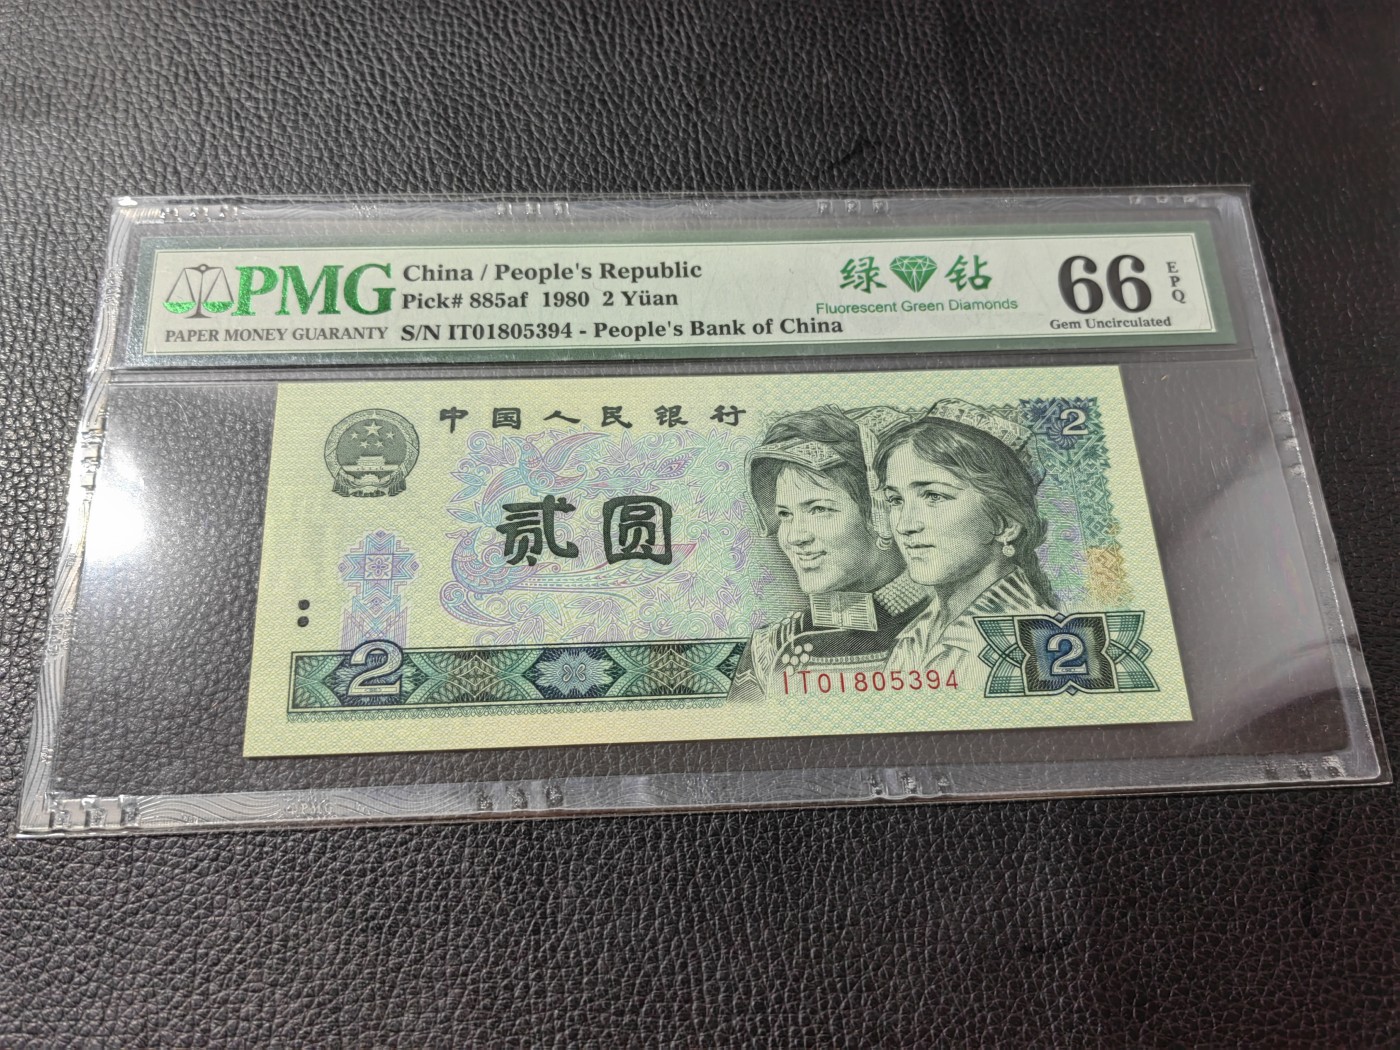 PMG
PAPER MONEY GUARANTY
China / People's Republic
Pick# 885af 1980 2 Yüan
S/N IT01805394 - People's Bank of China
绿 钻
Fluorescent Green Diamonds
66
EPQ
Gem Uncirculated
中国人民银行
2
贰圆
2
IT01805394
2
PMG